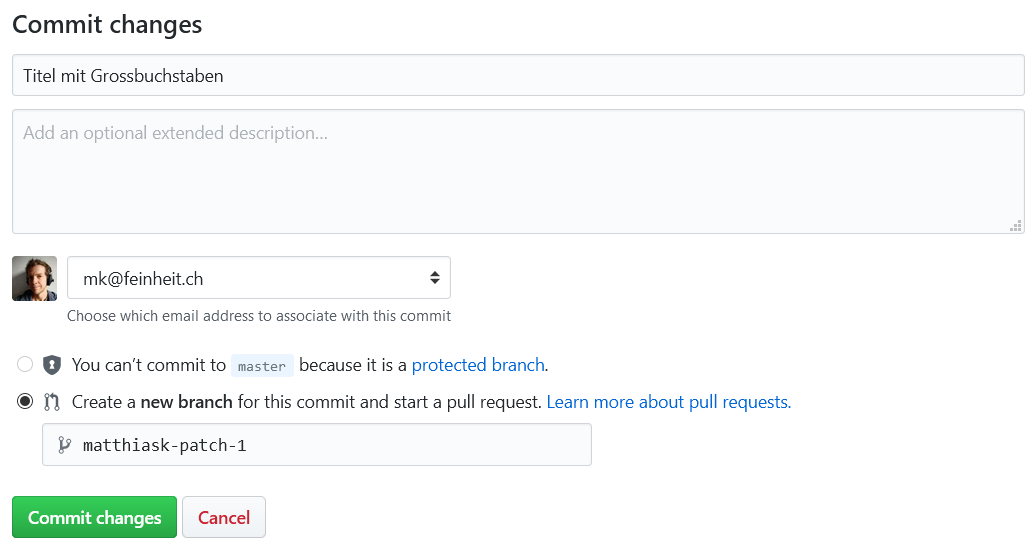 Commit changes
Titel mit Grossbuchstaben
Add an optional extended description...
mk@feinheit.ch
Choose which email address to associate with this commit
You can’t commit to master because it is a protected branch.
Create a new branch for this commit and start a pull request. Learn more about pull requests.
matthiask-patch-1
Commit changes Cancel